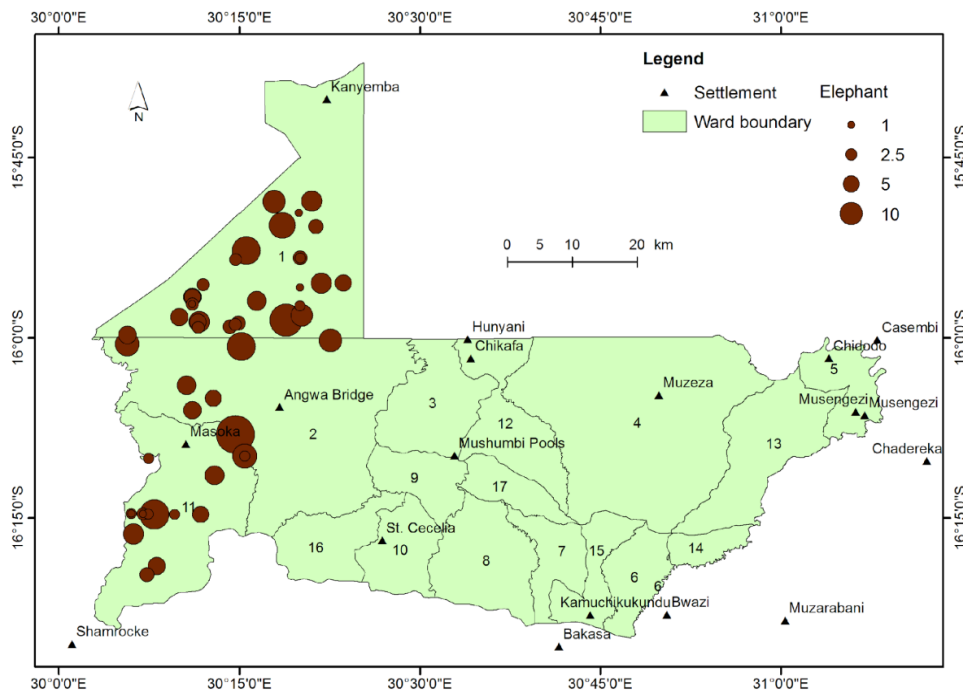 30°0'0"E 30°15'0"E 30°30'0"E 30°45'0"E 31°0'0"E
Legend
Settlement
Ward boundary
Elephant
1
2.5
5
10
N
Kanyemba
15°45'0"S 15°45'0"S
1
0 5 10 20 km
16°0'0"S 16°0'0"S
Hunyani
Chikafa
Casembi
Chidodo
5
Angwa Bridge
Muzeza
Musengezi
Musengezi
3
2
12
4
13
Masoka
Mushumbi Pools
Chadereka
9
17
11
16°15'0"S 16°15'0"S
St. Cecelia
16
10
8
7
15
6
6
14
Kamuchikukundu
Bwazi
Muzarabani
Shamrocke
Bakasa
30°0'0"E 30°15'0"E 30°30'0"E 30°45'0"E 31°0'0"E